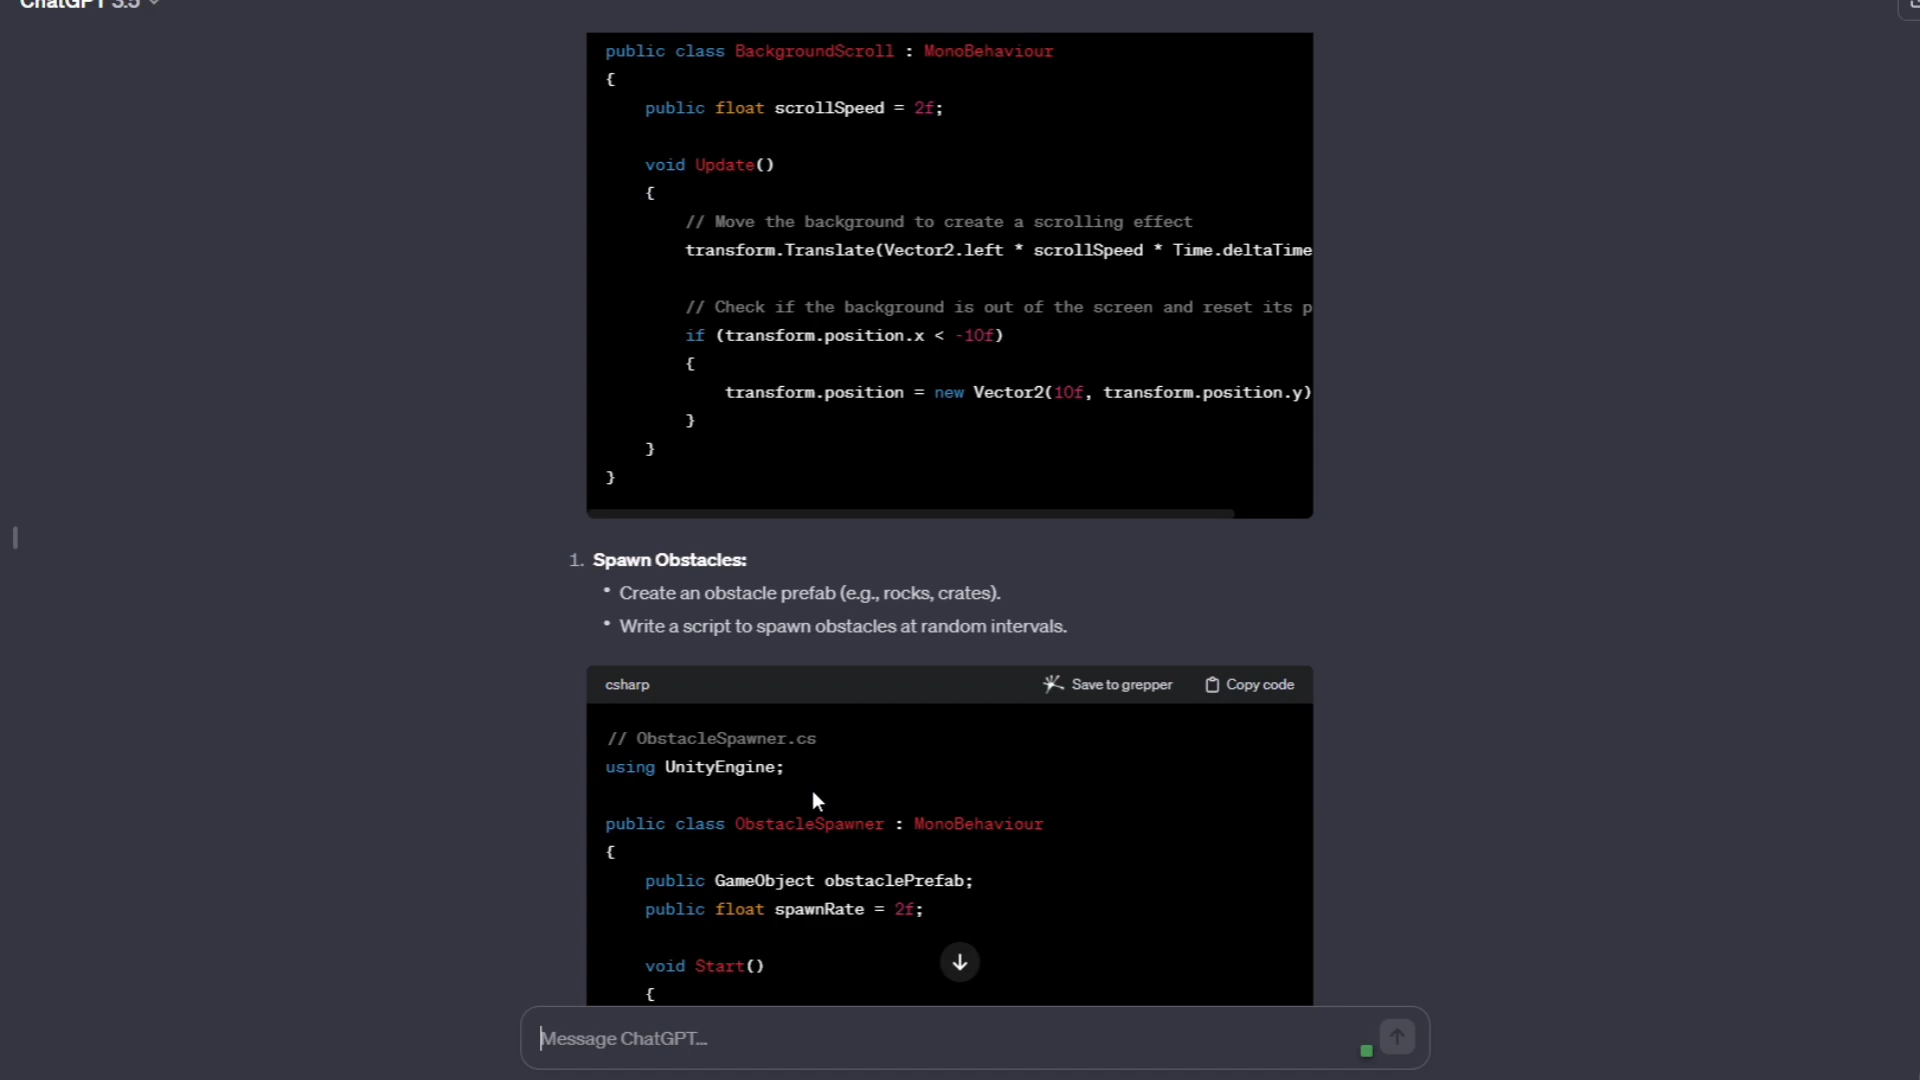 ChatGPT 3.5
public class BackgroundScroll : MonoBehaviour
{
public float scrollSpeed = 2f;
void Update()
{
// Move the background to create a scrolling effect
transform.Translate(Vector2.left * scrollSpeed * Time.deltaTime
// Check if the background is out of the screen and reset its p
if (transform.position.x < -10f)
{
transform.position = new Vector2(10f, transform.position.y)
}
}
}
1. Spawn Obstacles:
• Create an obstacle prefab (e.g., rocks, crates).
• Write a script to spawn obstacles at random intervals.
csharp Save to grepper Copy code
// ObstacleSpawner.cs
using UnityEngine;
public class ObstacleSpawner : MonoBehaviour
{
public GameObject obstaclePrefab;
public float spawnRate = 2f;
void Start()
{
Message ChatGPT...